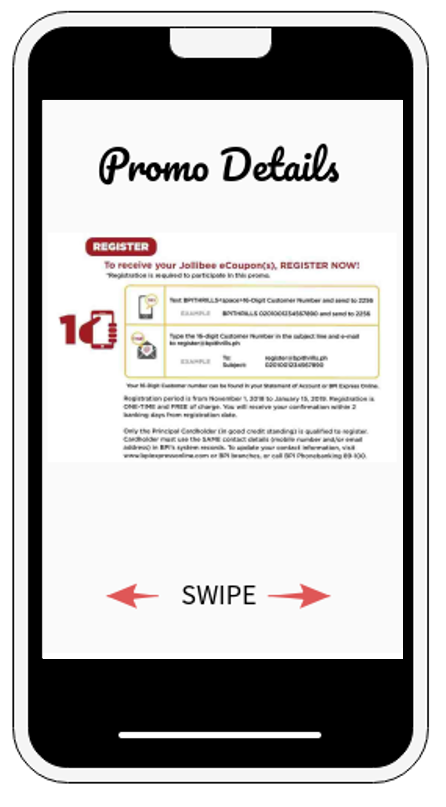 Promo Details
REGISTER
To receive your Jollibee eCoupon(s), REGISTER NOW!
*Registration is required to participate in this promo.
1
Text BPITHRILLS<space>16-Digit Customer Number and send to 2256
EXAMPLE BPITHRILLS 0201001234567890 and send to 2256
Type the 16-digit Customer Number in the subject line and e-mail
to register@bpithrills.ph
EXAMPLE To: register@bpithrills.ph
Subject: 0201001234567890
Your 16-Digit Customer number can be found in your Statement of Account or BPI Express Online.
Registration period is from November 1, 2018 to January 15, 2019. Registration is
ONE-TIME and FREE of charge. You will receive your confirmation within 2
banking days from registration date.
Only the Principal Cardholder (in good credit standing) is qualified to register.
Cardholder must use the SAME contact details (mobile number and/or email
address) in BPI's system records. To update your contact information, visit
www.bpiexpressonline.com or BPI branches, or call BPI Phonebanking 89-100.
SWIPE